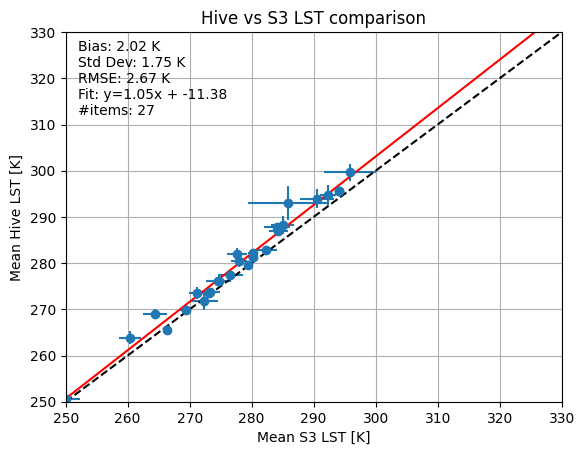 Hive vs S3 LST comparison
Bias: 2.02 K
Std Dev: 1.75 K
RMSE: 2.67 K
Fit: y=1.05x + -11.38
#items: 27
330
320
310
300
290
280
270
260
250
Mean Hive LST [K]
250 260 270 280 290 300 310 320 330
Mean S3 LST [K]